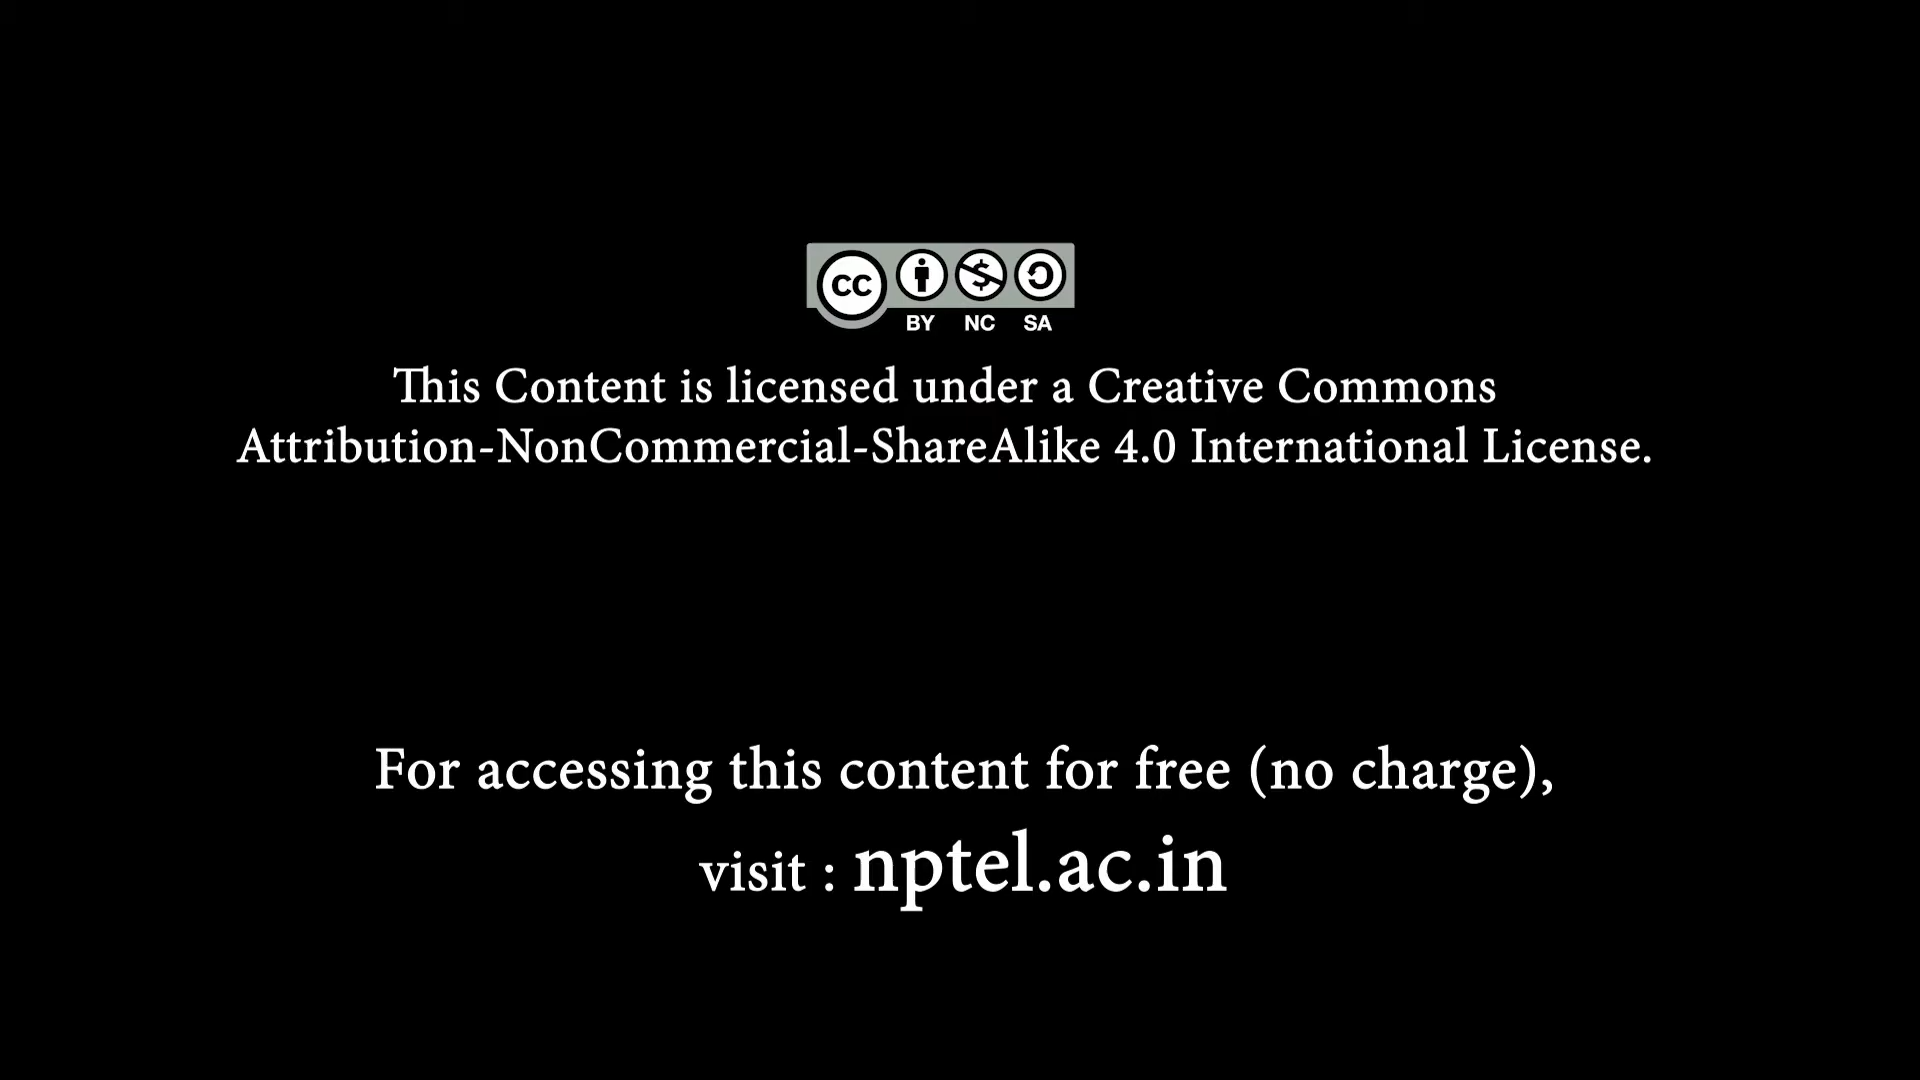 cc
BY NC SA
This Content is licensed under a Creative Commons
Attribution-NonCommercial-ShareAlike 4.0 International License.
For accessing this content for free (no charge),
visit : nptel.ac.in